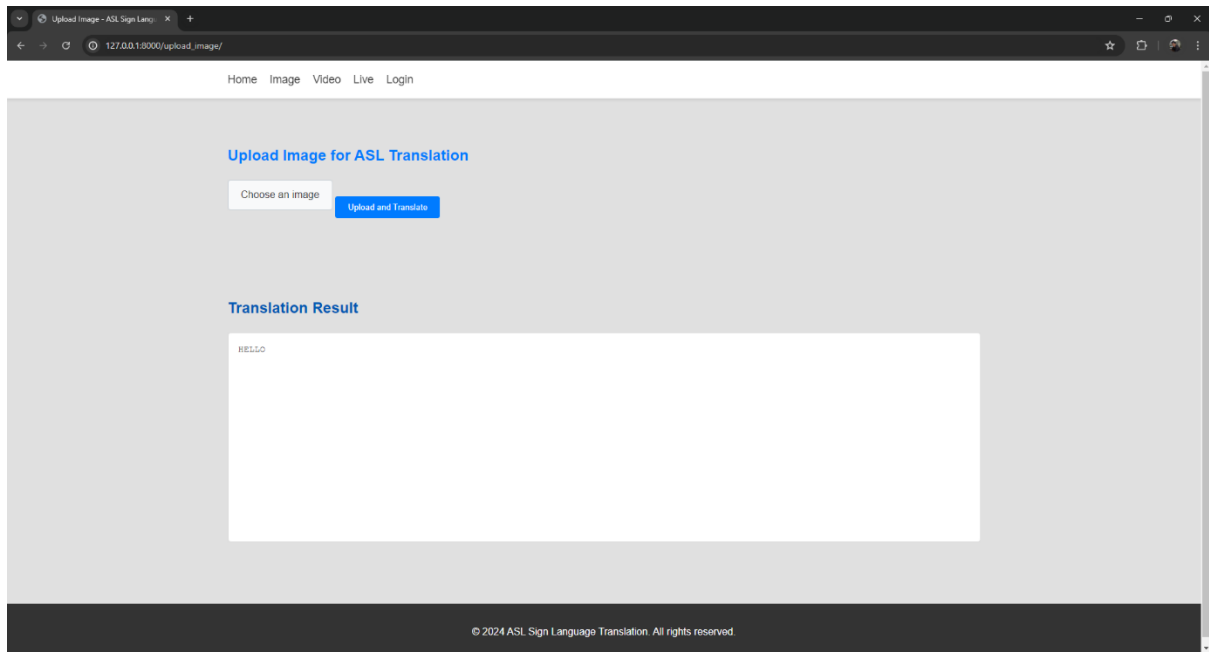 Upload Image - ASL Sign Lang
127.0.0.1:8000/upload_image/
Home Image Video Live Login
Upload Image for ASL Translation
Choose an image
Upload and Translate
Translation Result
HELLO
© 2024 ASL Sign Language Translation. All rights reserved.